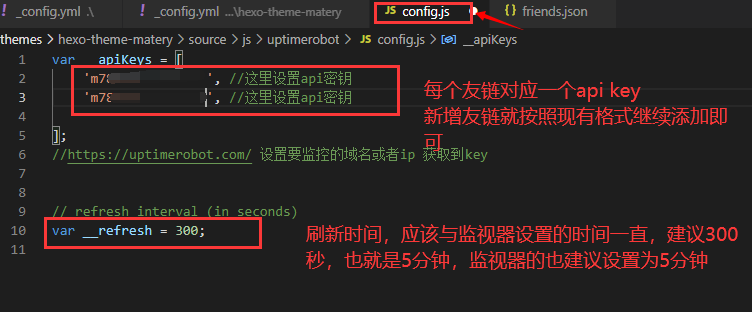 _config.yml .\
_config.yml ...\hexo-theme-matery
config.js
friends.json
themes > hexo-theme-matery > source > js > uptimerobot > config.js > __apiKeys
1 var __apiKeys = [
2 'm78 ', //这里设置api密钥
3 'm78 ', //这里设置api密钥
4
5 ];
6 //https://uptimerobot.com/ 设置要监控的域名或者ip 获取到key
7
8
9 // refresh interval (in seconds)
10 var __refresh = 300;
11
每个友链对应一个api key
新增友链就按照现有格式继续添加即
可
刷新时间，应该与监视器设置的时间一直，建议300
秒，也就是5分钟，监视器的也建议设置为5分钟